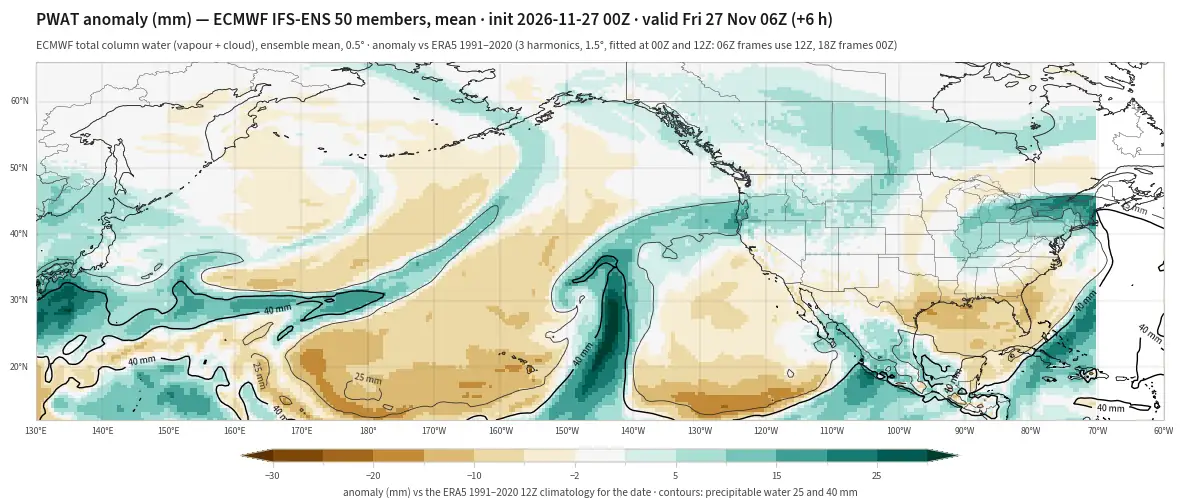 PWAT anomaly (mm) — ECMWF IFS-ENS 50 members, mean · init 2026-11-27 00Z · valid Fri 27 Nov 06Z (+6 h)
ECMWF total column water (vapour + cloud), ensemble mean, 0.5° · anomaly vs ERA5 1991–2020 (3 harmonics, 1.5°, fitted at 00Z and 12Z: 06Z frames use 12Z, 18Z frames 00Z)
60°N
50°N
40°N
30°N
20°N
40 mm
40 mm
40 mm
40 mm
40 mm
25 mm
25 mm
40 mm
40 mm
130°E 140°E 150°E 160°E 170°E 180° 170°W 160°W 150°W 140°W 130°W 120°W 110°W 100°W 90°W 80°W 70°W 60°W
−30 −20 −10 −2 5 15 25
anomaly (mm) vs the ERA5 1991–2020 12Z climatology for the date · contours: precipitable water 25 and 40 mm